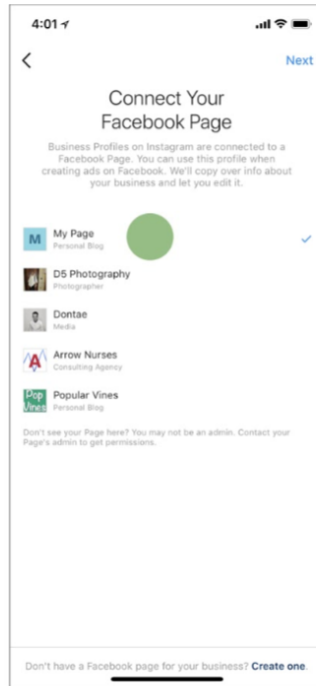 4:01
Next
Connect Your
Facebook Page
Business Profiles on Instagram are connected to a
Facebook Page. You can use this profile when
creating ads on Facebook. We'll copy over info about
your business and let you edit it.
M
My Page
Personal Blog
D5 Photography
Photographer
Dontae
Media
A
Arrow Nurses
Consulting Agency
Pop
Vines
Popular Vines
Personal Blog
Don't see your Page here? You may not be an admin. Contact your
Page's admin to get permissions.
Don't have a Facebook page for your business? Create one.